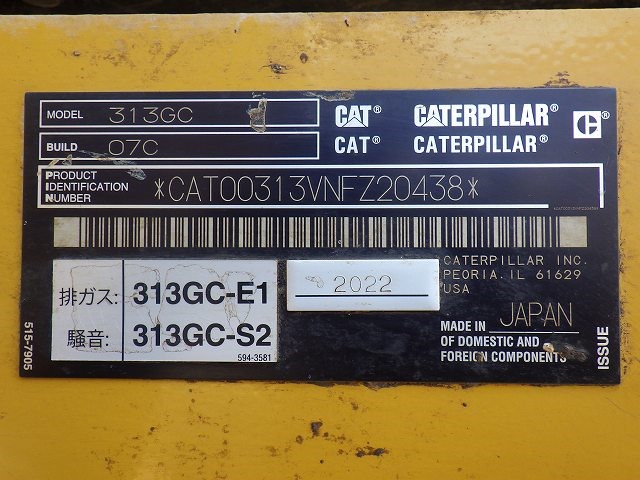 MODEL 313GC
CAT® CATERPILLAR®
BUILD 07C
CAT® CATERPILLAR®
PRODUCT IDENTIFICATION NUMBER *CAT00313VNFZ20438*
*CAT00313VNFZ20438*
CATERPILLAR INC.
PEORIA, IL 61629
USA
排ガス: 313GC-E1
騒音: 313GC-S2
594-3581
2022
MADE IN JAPAN
OF DOMESTIC AND
FOREIGN COMPONENTS
515-7905
ISSUE